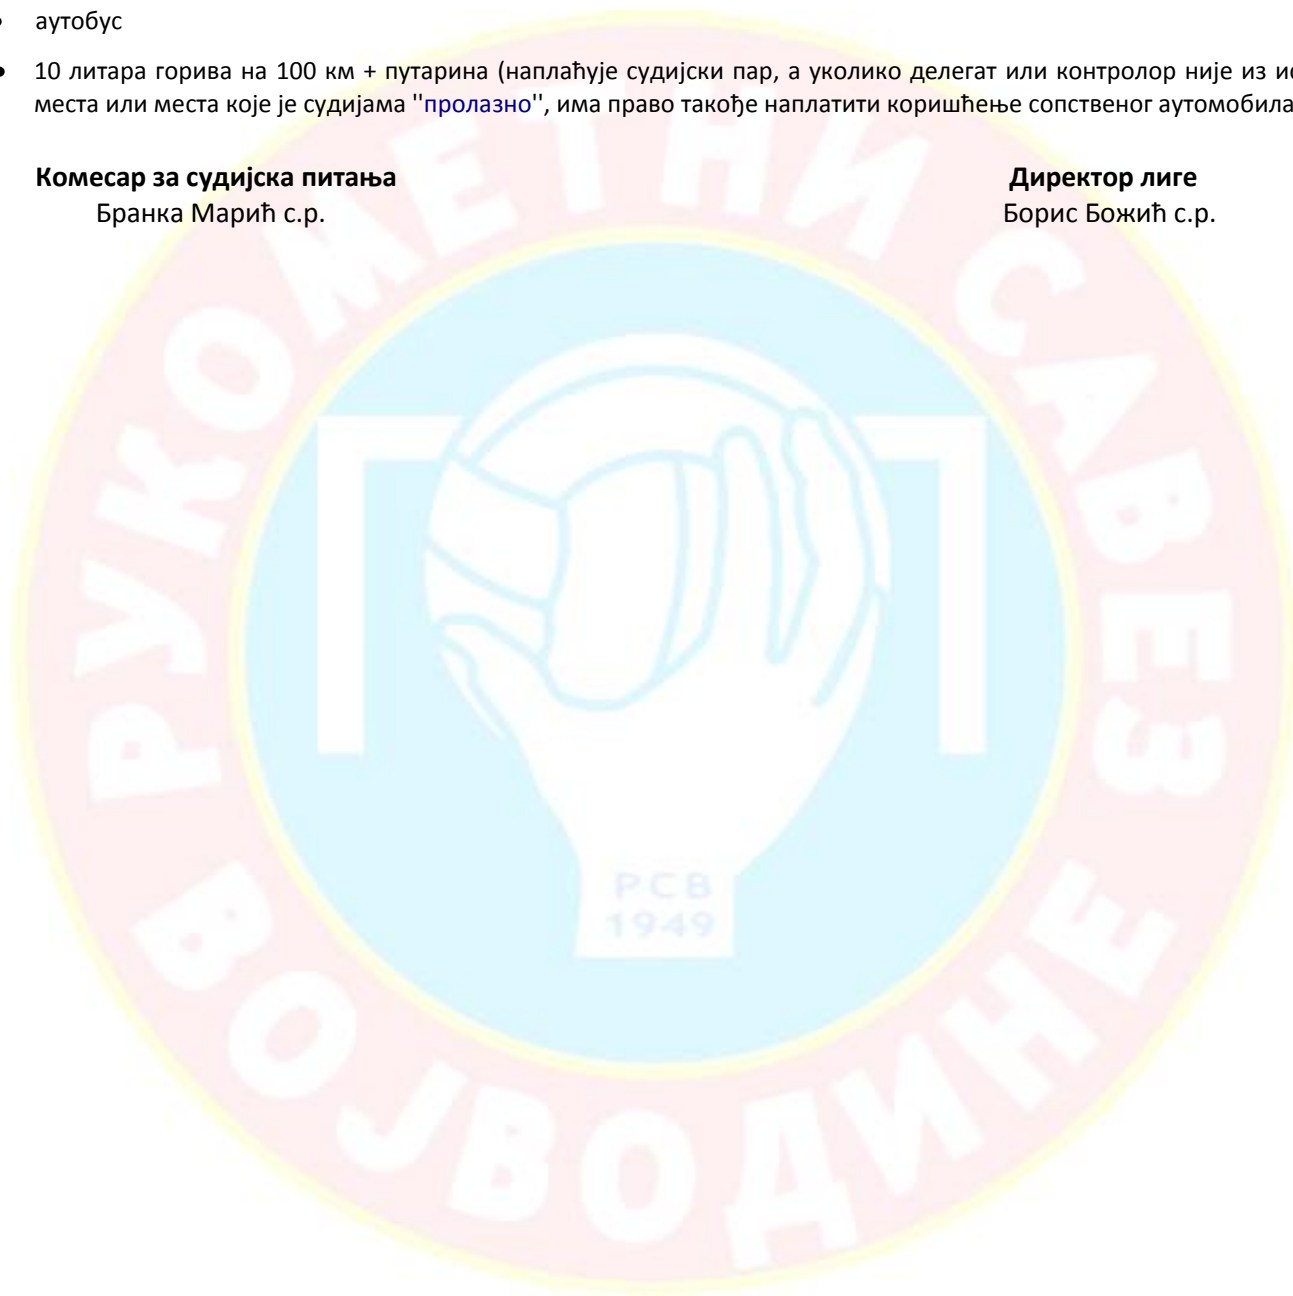 аутобус
10 литара горива на 100 км + путарина (наплаћује судијски пар, а уколико делегат или контролор није из
места или места које је судијама ''пролазно'', има право такође наплатити коришћење сопственог аутомобила
Комесар за судијска питања Директор лиге
Бранка Марић с.р. Борис Божић с.р.
РУКОМЕТНИ САВЕЗ
ВОЈВОДИНЕ
РСВ
1949